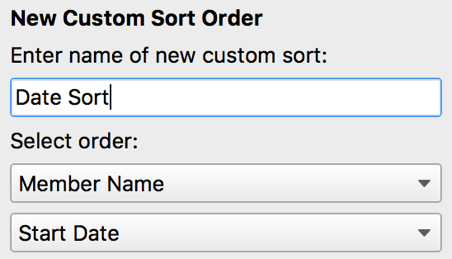 New Custom Sort Order
Enter name of new custom sort:
Date Sort
Select order:
Member Name
Start Date